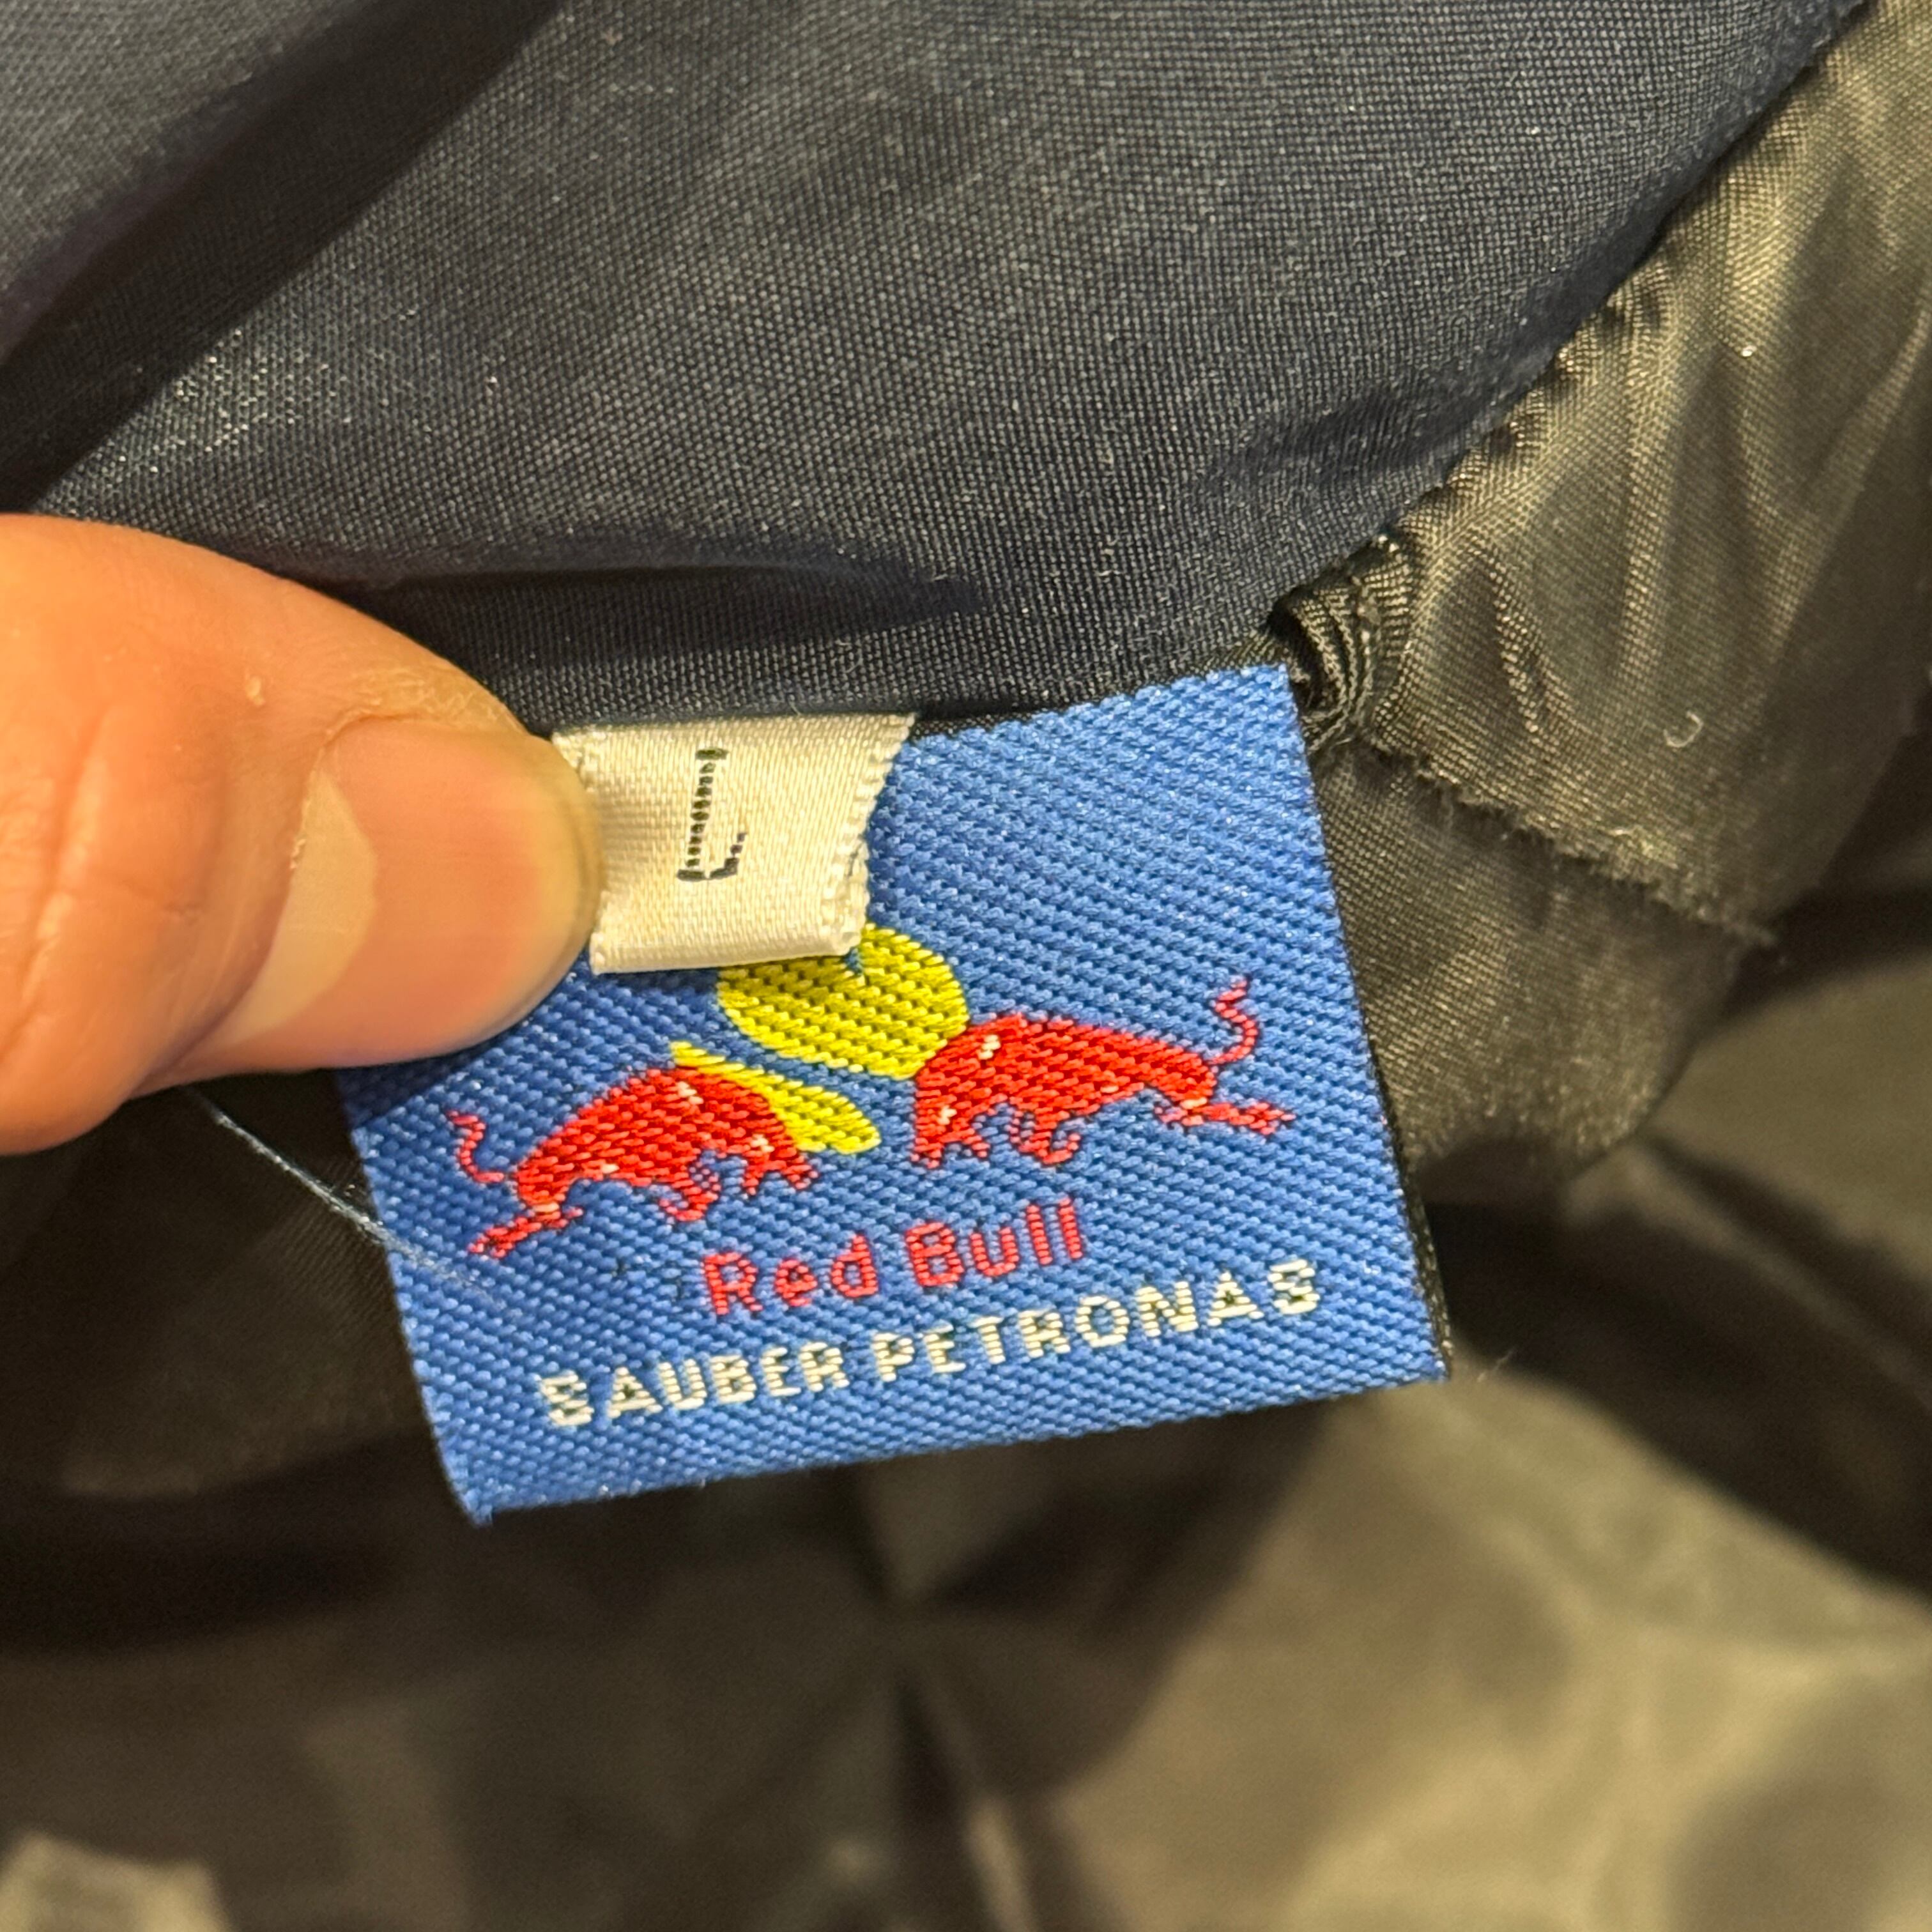 L
Red Bull
SAUBER PETRONAS